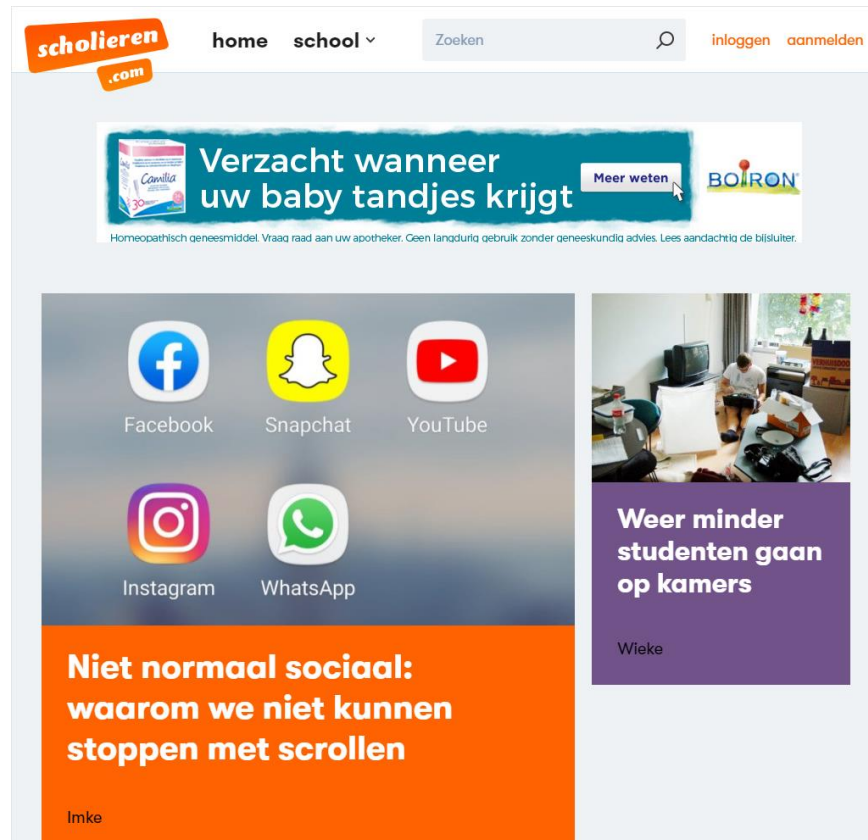 scholieren
.com
home school
Zoeken
inloggen aanmelden
Verzacht wanneer
uw baby tandjes krijgt
Meer weten
BOIRON
Camilia
30
Homeopathisch geneesmiddel. Vraag raad aan uw apotheker. Geen langdurig gebruik zonder geneeskundig advies. Lees aandachtig de bijsluiter.
Facebook Snapchat YouTube
Instagram WhatsApp
Niet normaal sociaal:
waarom we niet kunnen
stoppen met scrollen
Imke
Weer minder
studenten gaan
op kamers
Wieke